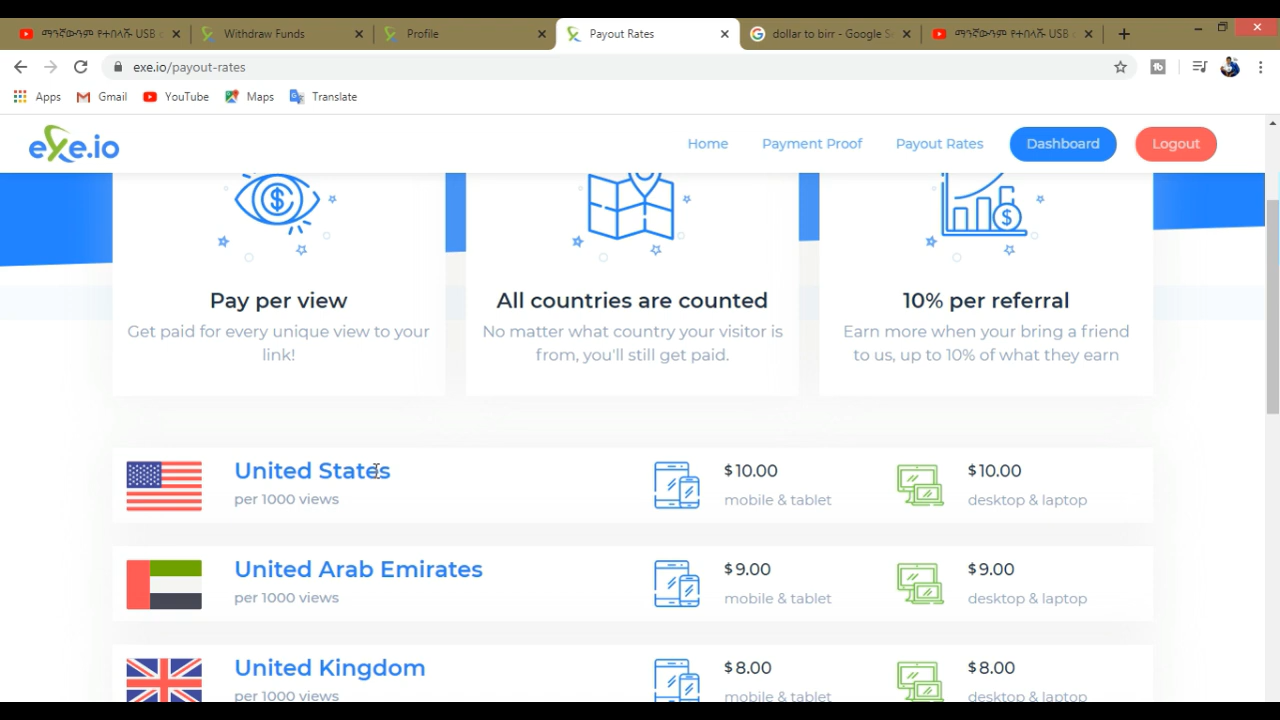 ማንኛውንም የተበላሹ USB
Withdraw Funds
Profile
Payout Rates
dollar to birr - Google S
ማንኛውንም የተበላሹ USB
exe.io/payout-rates
Apps
Gmail
YouTube
Maps
Translate
exe.io
Home
Payment Proof
Payout Rates
Dashboard
Logout
Pay per view
Get paid for every unique view to your
link!
All countries are counted
No matter what country your visitor is
from, you'll still get paid.
10% per referral
Earn more when your bring a friend
to us, up to 10% of what they earn
United States
per 1000 views
$10.00
mobile & tablet
$10.00
desktop & laptop
United Arab Emirates
per 1000 views
$9.00
mobile & tablet
$9.00
desktop & laptop
United Kingdom
per 1000 views
$8.00
mobile & tablet
$8.00
desktop & laptop